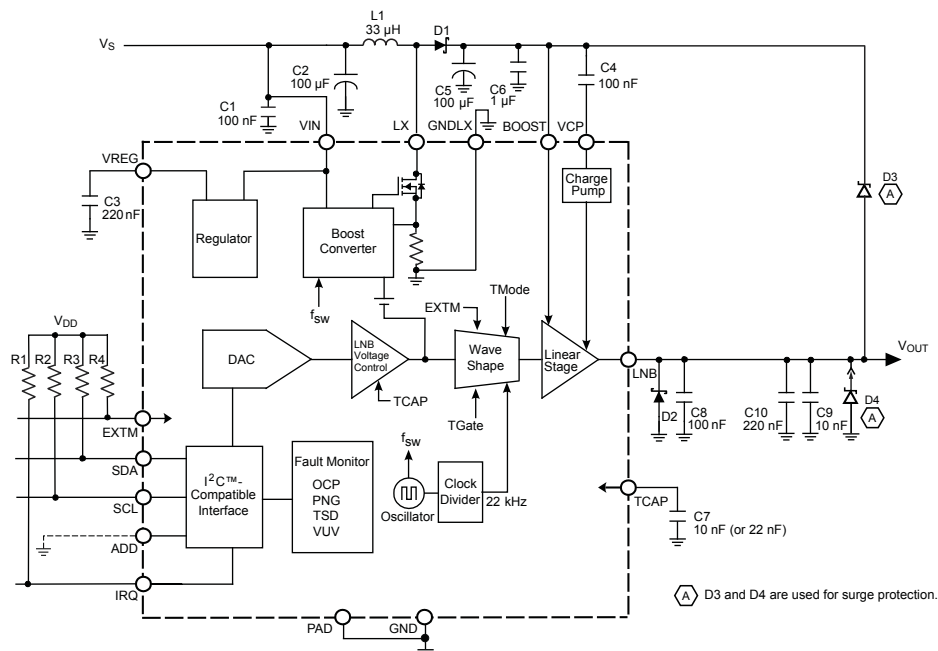 L1
33 µH
D1
VS
C2
100 µF
C5
100 µF
C6
1 µF
C4
100 nF
C1
100 nF
VIN
LX
GNDLX
BOOST
VCP
VREG
C3
220 nF
Regulator
Boost
Converter
Charge
Pump
D3
A
fsw
TMode
EXTM
VDD
R1
R2
R3
R4
DAC
LNB
Voltage
Control
Wave
Shape
Linear
Stage
VOUT
LNB
TCAP
TGate
D2
C8
100 nF
C10
220 nF
C9
10 nF
D4
A
EXTM
SDA
SCL
ADD
IRQ
I²C™-
Compatible
Interface
Fault Monitor
OCP
PNG
TSD
VUV
fsw
Oscillator
Clock
Divider
22 kHz
TCAP
C7
10 nF (or 22 nF)
A D3 and D4 are used for surge protection.
PAD
GND